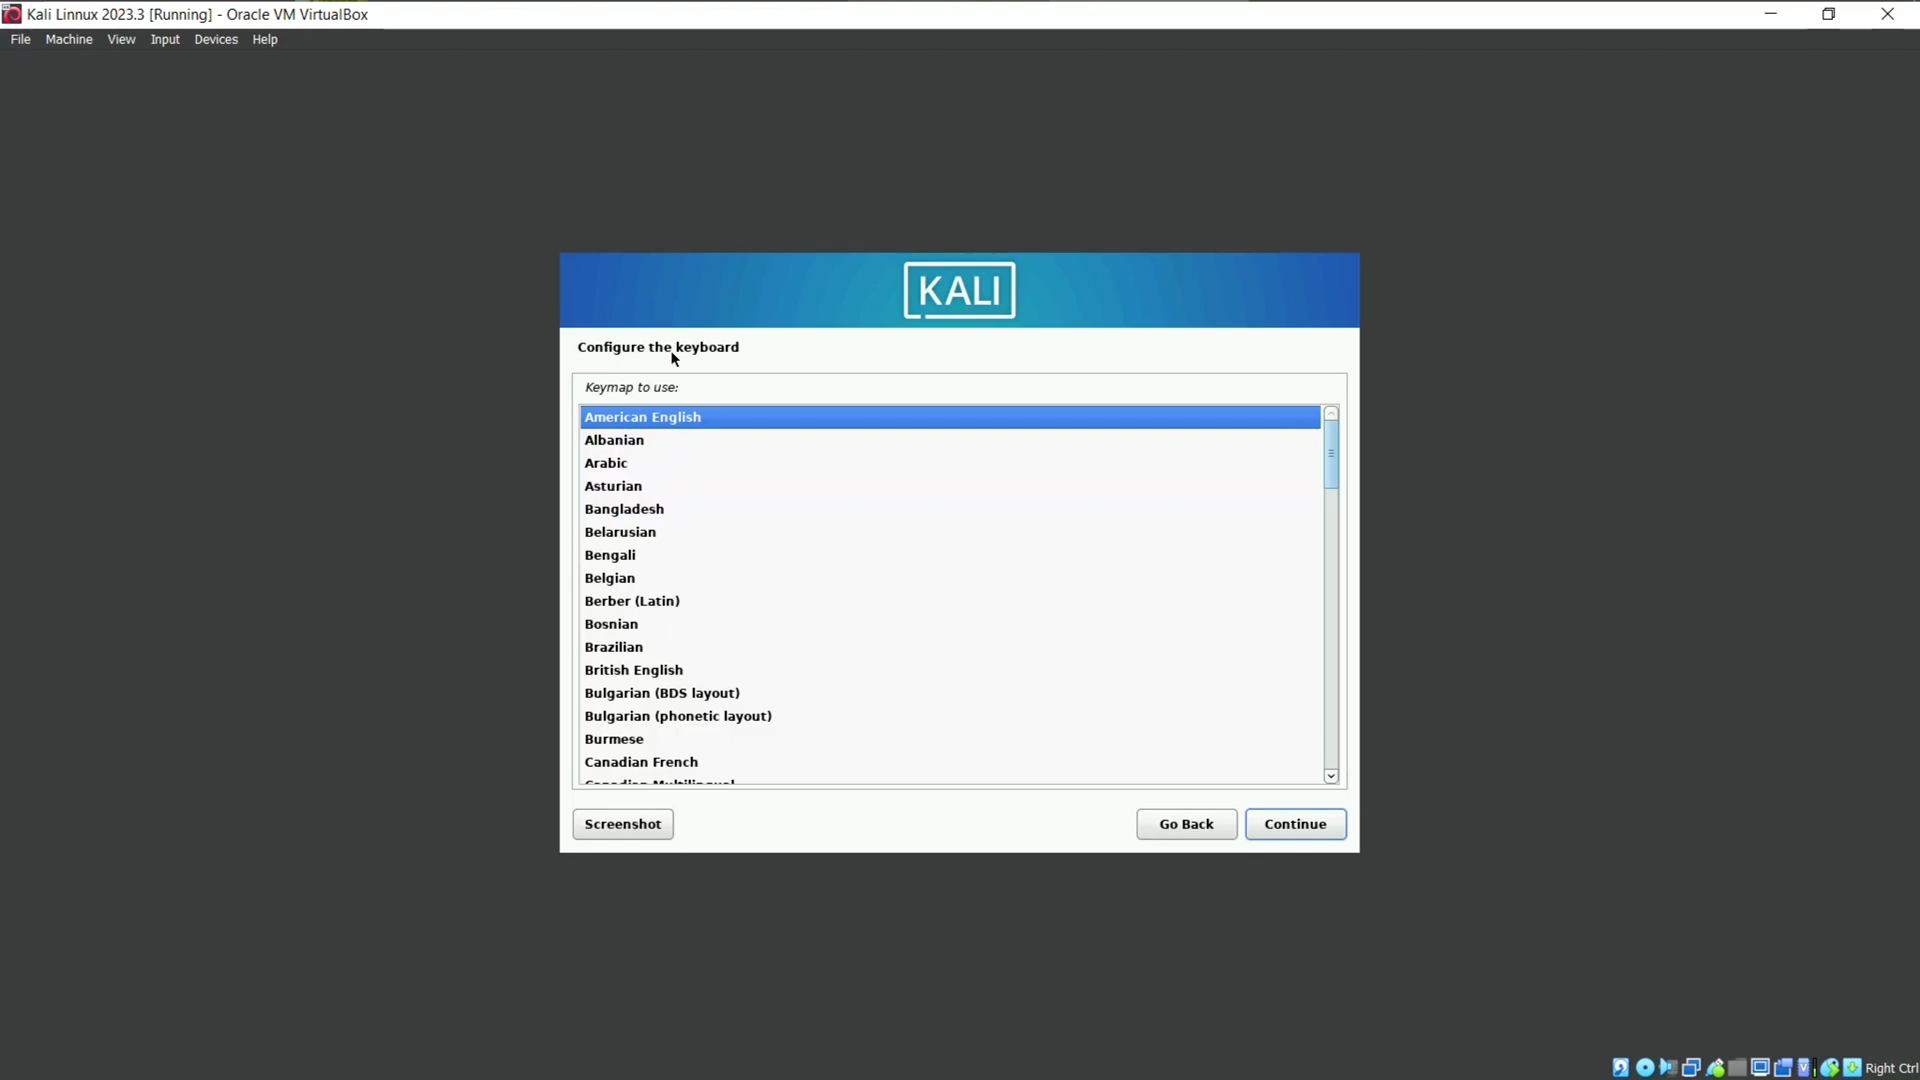 Kali Linnux 2023.3 [Running] - Oracle VM VirtualBox
File Machine View Input Devices Help
KALI
Configure the keyboard
Keymap to use:
American English
Albanian
Arabic
Asturian
Bangladesh
Belarusian
Bengali
Belgian
Berber (Latin)
Bosnian
Brazilian
British English
Bulgarian (BDS layout)
Bulgarian (phonetic layout)
Burmese
Canadian French
Canadian Multilingual
Screenshot Go Back Continue
Right Ctrl